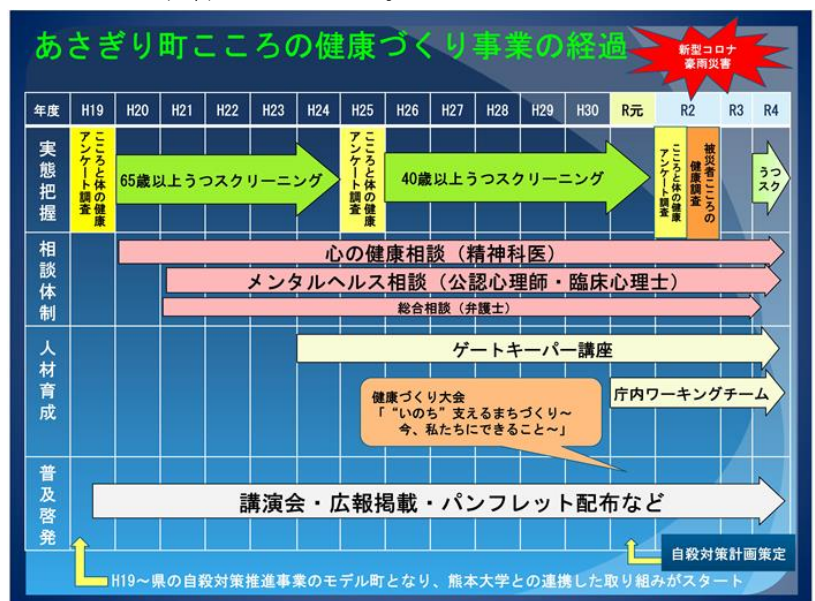 あさぎり町こころの健康づくり事業の経過
新型コロナ
豪雨災害
年度 H19 H20 H21 H22 H23 H24 H25 H26 H27 H28 H29 H30 R元 R2 R3 R4
実態把握
こころと体の健康
アンケート調査
65歳以上うつスクリーニング
こころと体の健康
アンケート調査
40歳以上うつスクリーニング
こころと体の健康
アンケート調査
被災者こころの
健康調査
うつ
スク
相談体制
心の健康相談（精神科医）
メンタルヘルス相談（公認心理師・臨床心理士）
総合相談（弁護士）
人材育成
ゲートキーパー講座
庁内ワーキングチーム
健康づくり大会
「“いのち”支えるまちづくり～
今、私たちにできること～」
普及啓発
講演会・広報掲載・パンフレット配布など
自殺対策計画策定
H19～県の自殺対策推進事業のモデル町となり、熊本大学との連携した取り組みがスタート